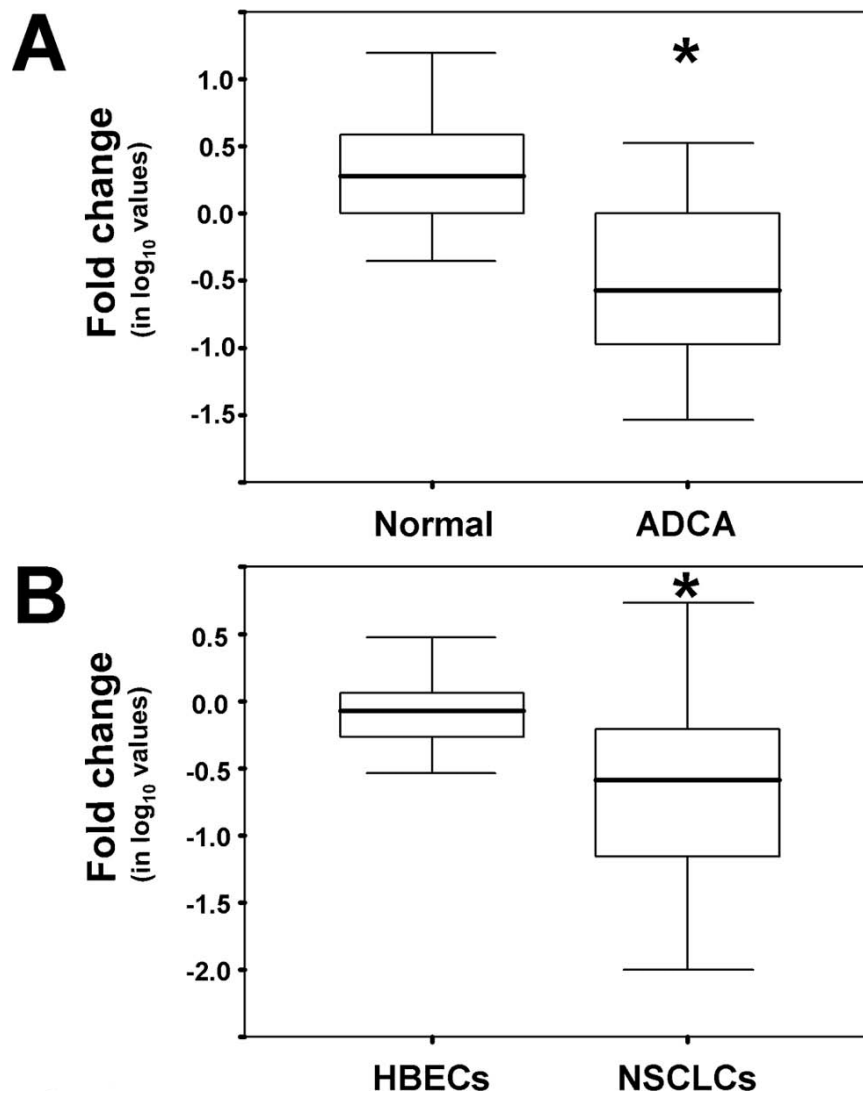 A
Fold change
(in log₁₀ values)
1.0
0.5
0.0
-0.5
-1.0
-1.5
*
Normal ADCA
B
Fold change
(in log₁₀ values)
0.5
0.0
-0.5
-1.0
-1.5
-2.0
*
HBECs NSCLCs